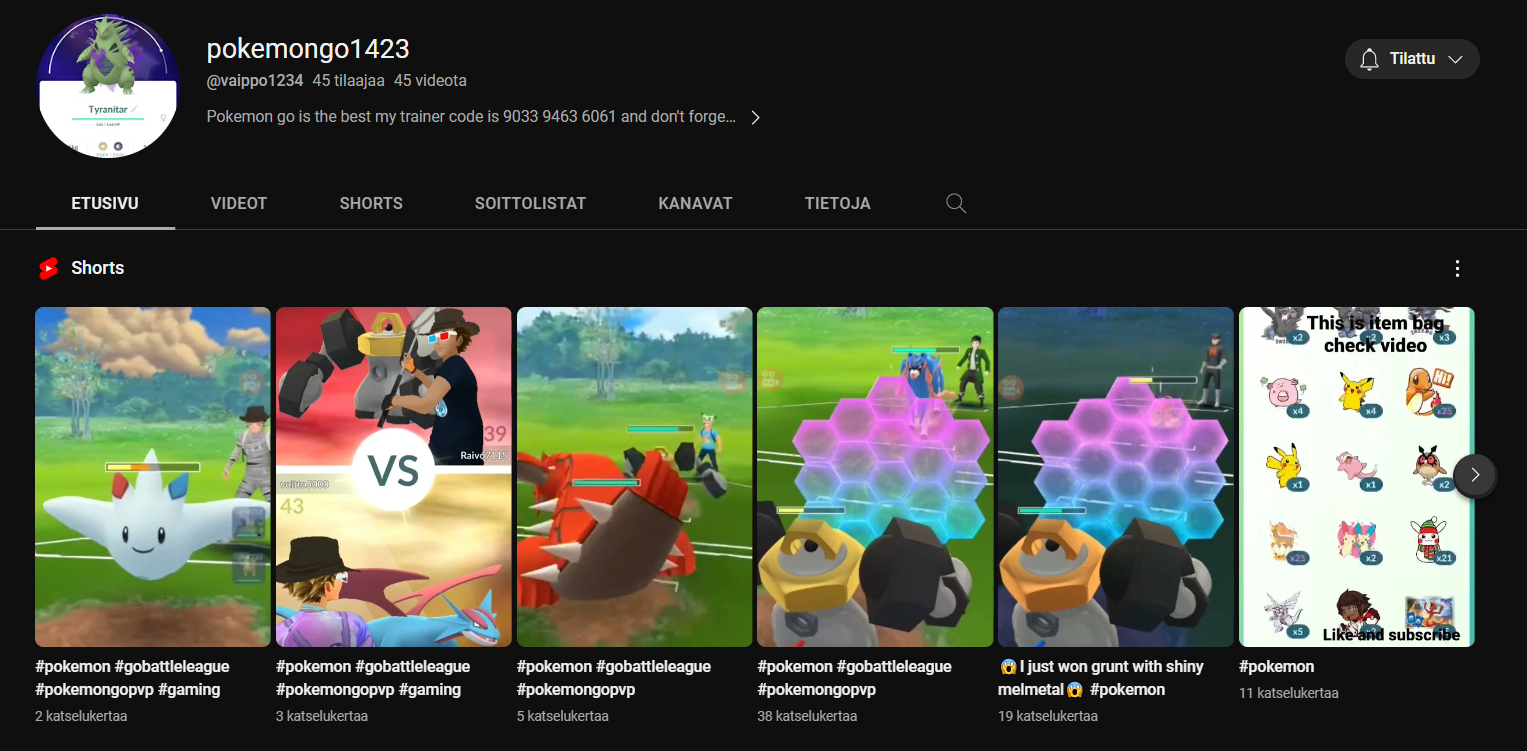 pokemongo1423
@vaippo1234 45 tilaajaa 45 videota
Pokemon go is the best my trainer code is 9033 9463 6061 and don't forge...
Tilattu
Tyranitar
ETUSIVU VIDEOT SHORTS SOITTOLISTAT KANAVAT TIETOJA
Shorts
39
Raivo7115
VS
voitto3003
43
This is item bag
check video
x2 x2 x3
x4 x4 x25
x1 x1 x2
x25 x2 x21
x5
HI!
Like and subscribe
#pokemon #gobattleleague
#pokemongopvp #gaming
2 katselukertaa
#pokemon #gobattleleague
#pokemongopvp #gaming
3 katselukertaa
#pokemon #gobattleleague
#pokemongopvp
5 katselukertaa
#pokemon #gobattleleague
#pokemongopvp
38 katselukertaa
😱I just won grunt with shiny
melmetal😱 #pokemon
19 katselukertaa
#pokemon
11 katselukertaa